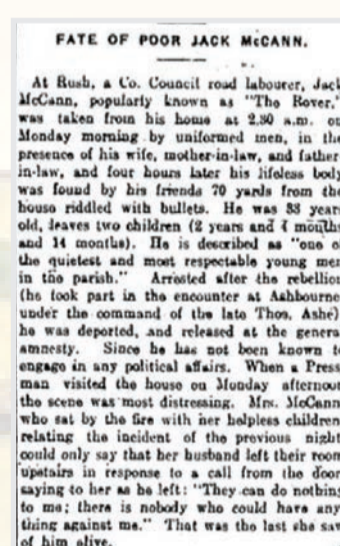 FATE OF POOR JACK McCANN.
At Rush, a Co. Council road labourer, Jack
McCann, popularly known as "The Rover,"
was taken from his home at 2.30 a.m. on
Monday morning by uniformed men, in the
presence of his wife, mother-in-law, and father-
in-law, and four hours later his lifeless body
was found by his friends 70 yards from the
house riddled with bullets. He was 33 years
old, leaves two children (2 years and 7 months
and 14 months). He is described as "one of
the quietest and most respectable young men
in the parish." Arrested after the rebellion
(he took part in the encounter at Ashbourne
under the command of the late Thos. Ashe)
he was deported, and released at the general
amnesty. Since he has not been known to
engage in any political affairs. When a Press-
man visited the house on Monday afternoon
the scene was most distressing. Mrs. McCann
who sat by the fire with her helpless children
relating the incident of the previous night
could only say that her husband left their room
upstairs in response to a call from the door
saying to her as he left: "They can do nothing
to me; there is nobody who could have any-
thing against me." That was the last she saw
of him alive.